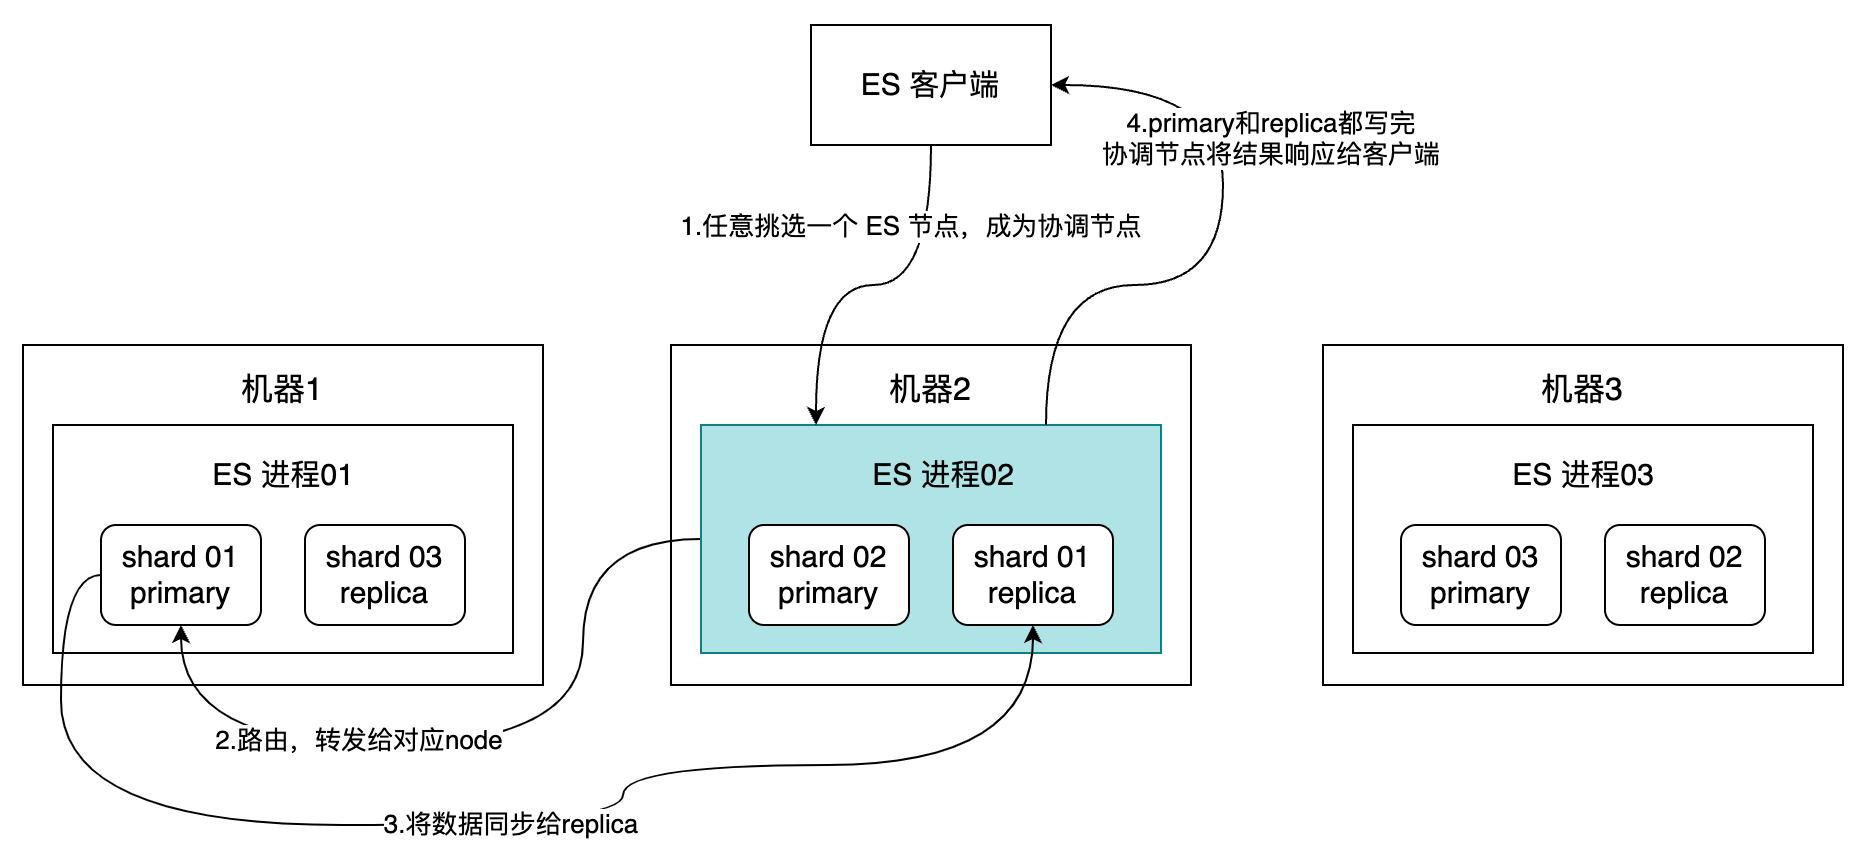 ES 客户端
4.primary和replica都写完
协调节点将结果响应给客户端
1.任意挑选一个 ES 节点，成为协调节点
机器1
ES 进程01
shard 01
primary
shard 03
replica
机器2
ES 进程02
shard 02
primary
shard 01
replica
机器3
ES 进程03
shard 03
primary
shard 02
replica
2.路由，转发给对应node
3.将数据同步给replica